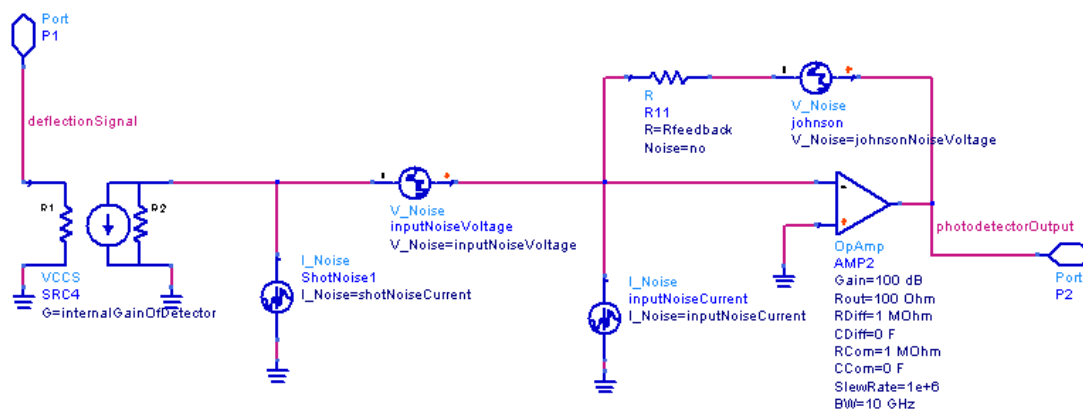 Port
P1
deflectionSignal
R1
R2
VCCS
SRC4
G=internalGainOfDetector
I_Noise
ShotNoise1
I_Noise=shotNoiseCurrent
V_Noise
inputNoiseVoltage
V_Noise=inputNoiseVoltage
R
R11
R=Rfeedback
Noise=no
V_Noise
johnson
V_Noise=johnsonNoiseVoltage
I_Noise
inputNoiseCurrent
I_Noise=inputNoiseCurrent
OpAmp
AMP2
Gain=100 dB
Rout=100 Ohm
RDiff=1 MOhm
CDiff=0 F
RCom=1 MOhm
CCom=0 F
SlewRate=1e+6
BW=10 GHz
photodetectorOutput
Port
P2